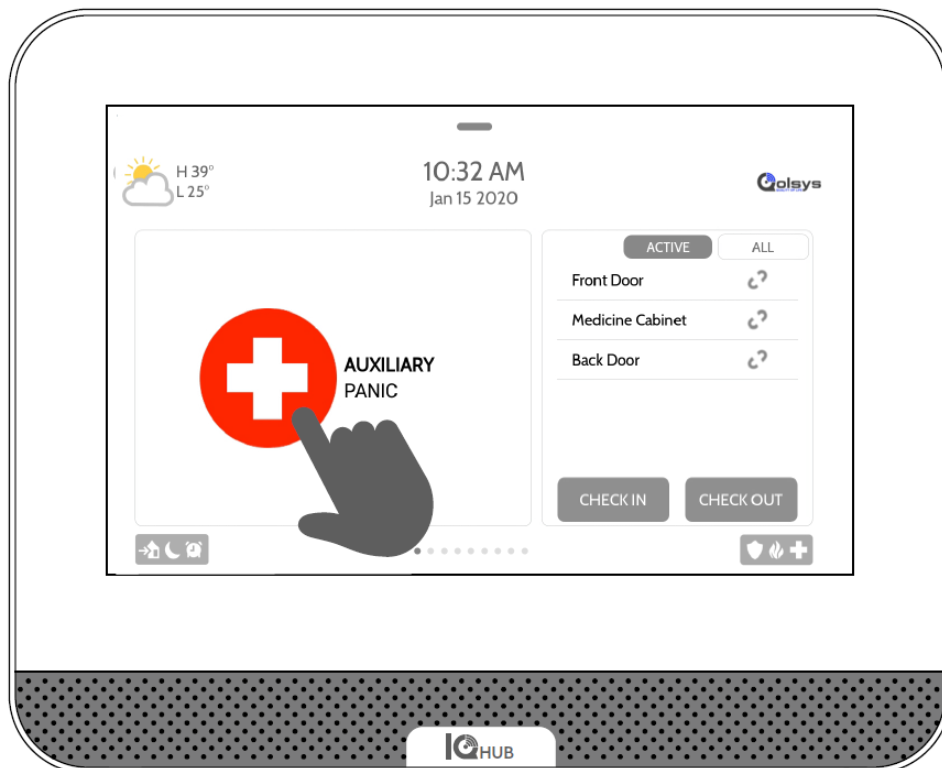 H 39°
L 25°
10:32 AM
Jan 15 2020
Qolsys
AUXILIARY
PANIC
ACTIVE
ALL
Front Door
Medicine Cabinet
Back Door
CHECK IN
CHECK OUT
IQ HUB